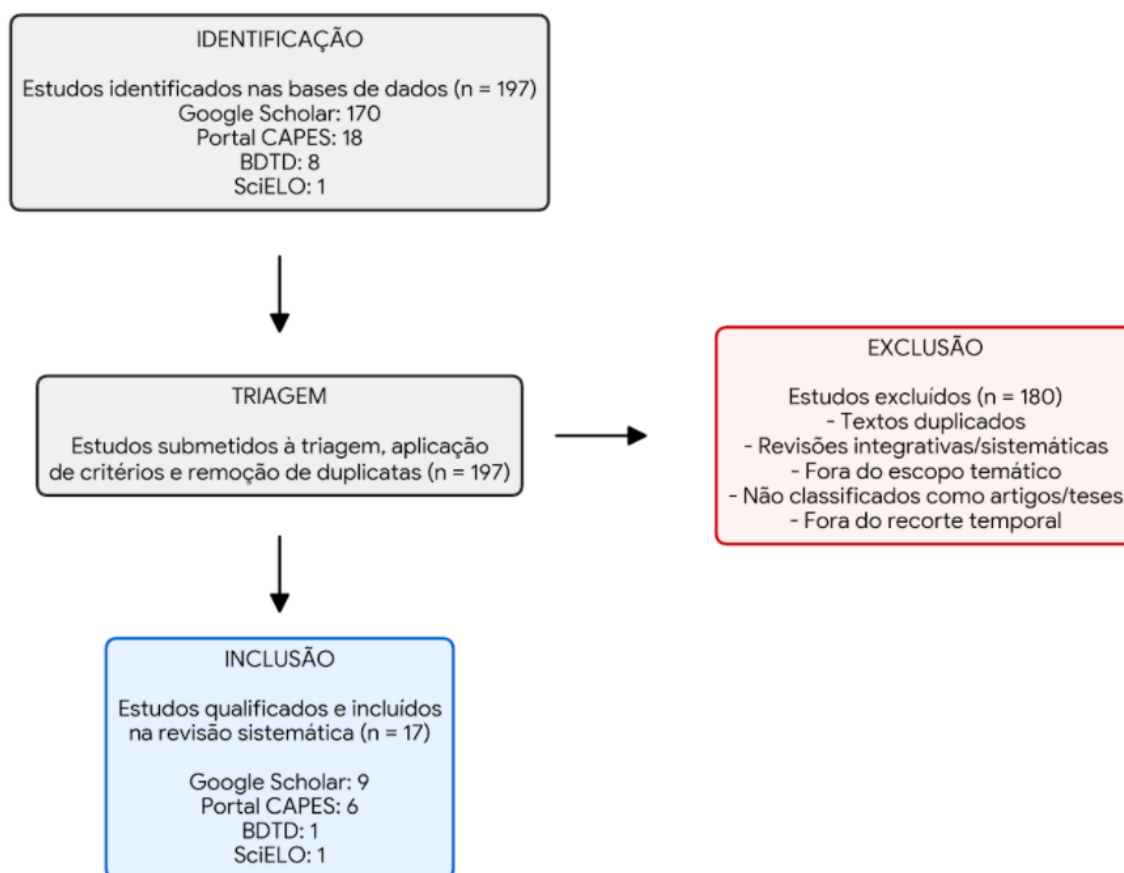 IDENTIFICAÇÃO
Estudos identificados nas bases de dados (n = 197)
Google Scholar: 170
Portal CAPES: 18
BDTD: 8
SciELO: 1
TRIAGEM
Estudos submetidos à triagem, aplicação
de critérios e remoção de duplicatas (n = 197)
EXCLUSÃO
Estudos excluídos (n = 180)
- Textos duplicados
- Revisões integrativas/sistemáticas
- Fora do escopo temático
- Não classificados como artigos/teses
- Fora do recorte temporal
INCLUSÃO
Estudos qualificados e incluídos
na revisão sistemática (n = 17)
Google Scholar: 9
Portal CAPES: 6
BDTD: 1
SciELO: 1